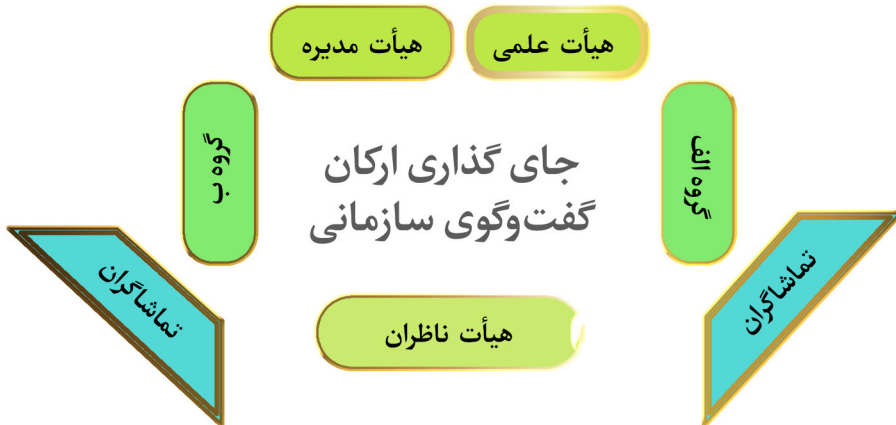 هیأت علمی
هیأت مدیره
گروه الف
گروه ب
جای گذاری ارکان
گفت‌وگوی سازمانی
تماشاگران
تماشاگران
هیأت ناظران